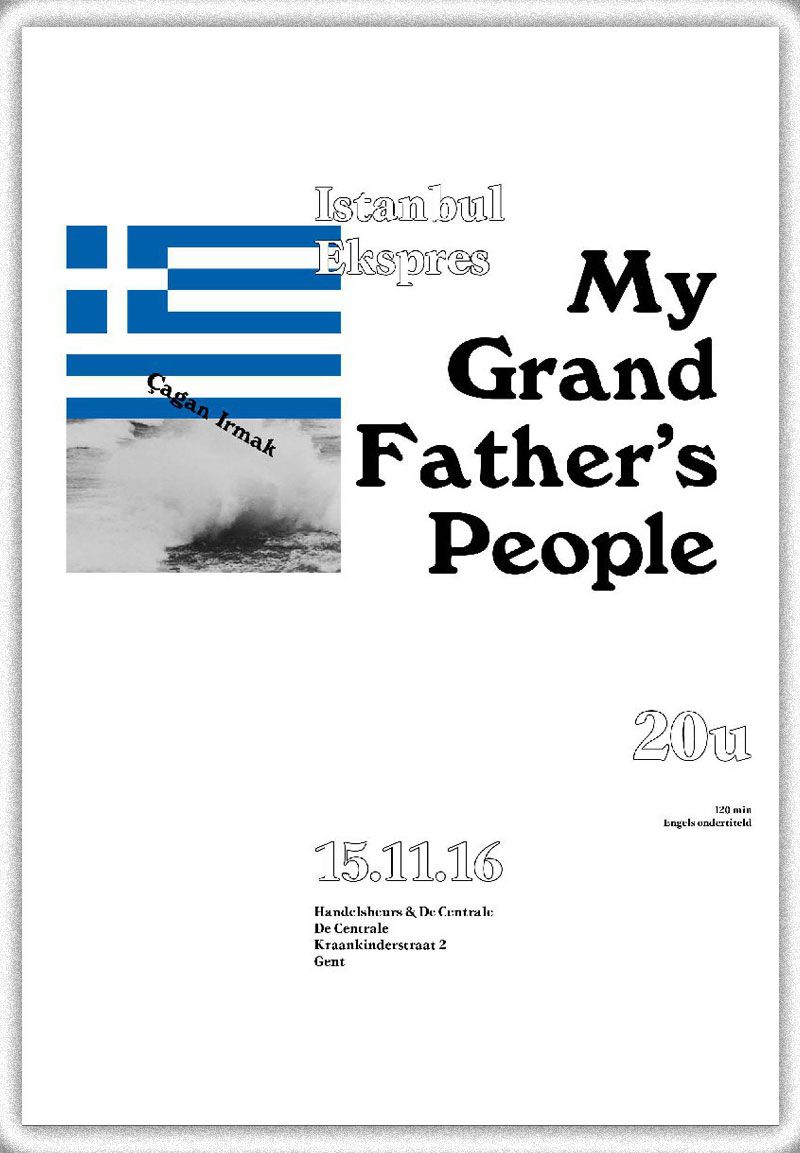 Istanbul
Ekspres
My
Grand
Father's
People
Çagan Irmak
20u
120 min
Engels ondertiteld
15.11.16
Handelsbeurs & De Centrale
De Centrale
Kraankinderstraat 2
Gent